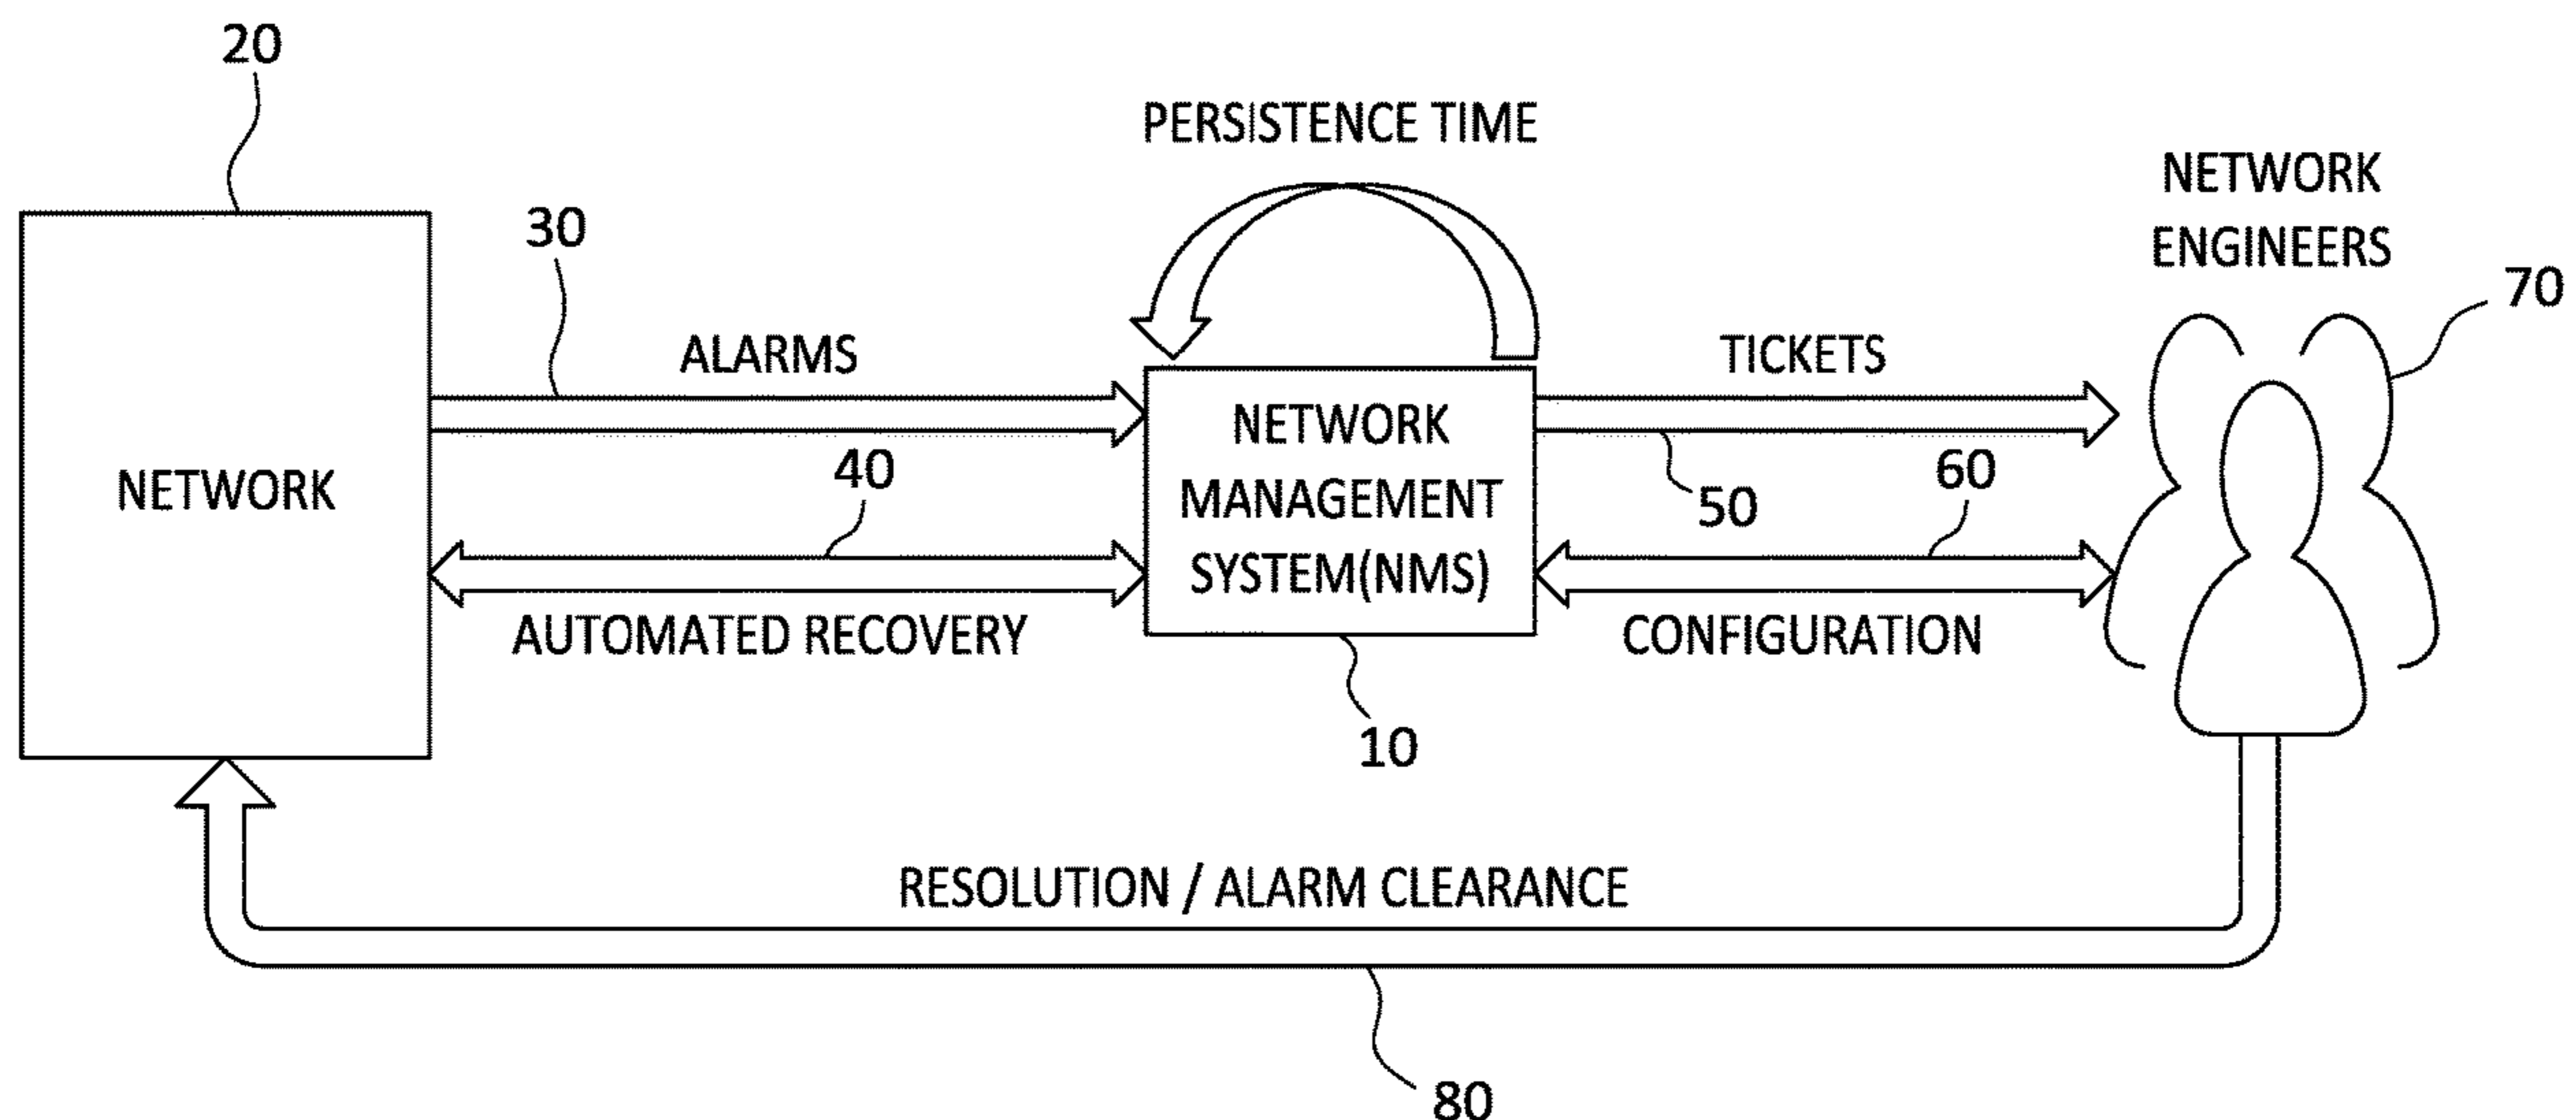 20
PERSISTENCE TIME
NETWORK
ENGINEERS
30
70
ALARMS
TICKETS
NETWORK
NETWORK
MANAGEMENT
SYSTEM(NMS)
40
50
60
AUTOMATED RECOVERY
CONFIGURATION
10
RESOLUTION / ALARM CLEARANCE
80